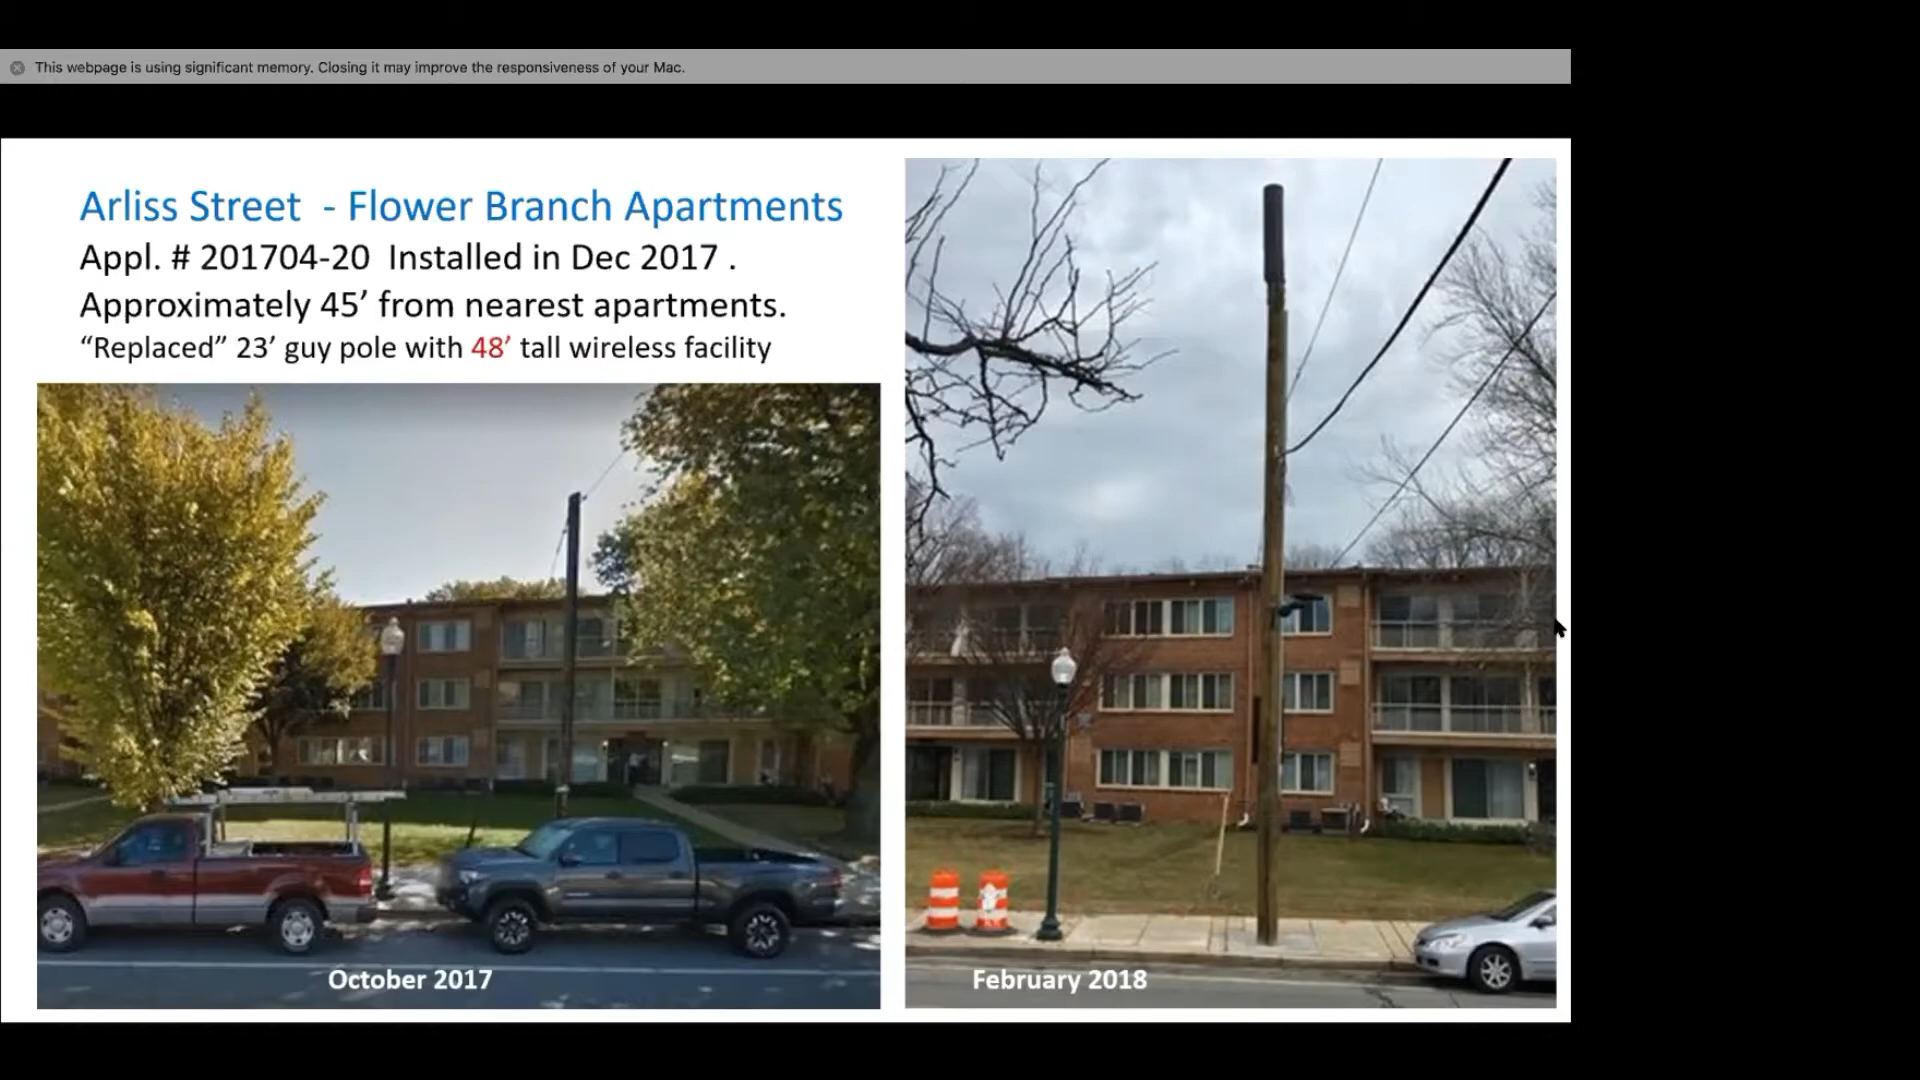 This webpage is using significant memory. Closing it may improve the responsiveness of your Mac.
Arliss Street - Flower Branch Apartments
Appl. # 201704-20 Installed in Dec 2017 .
Approximately 45’ from nearest apartments.
“Replaced” 23’ guy pole with 48’ tall wireless facility
October 2017
February 2018